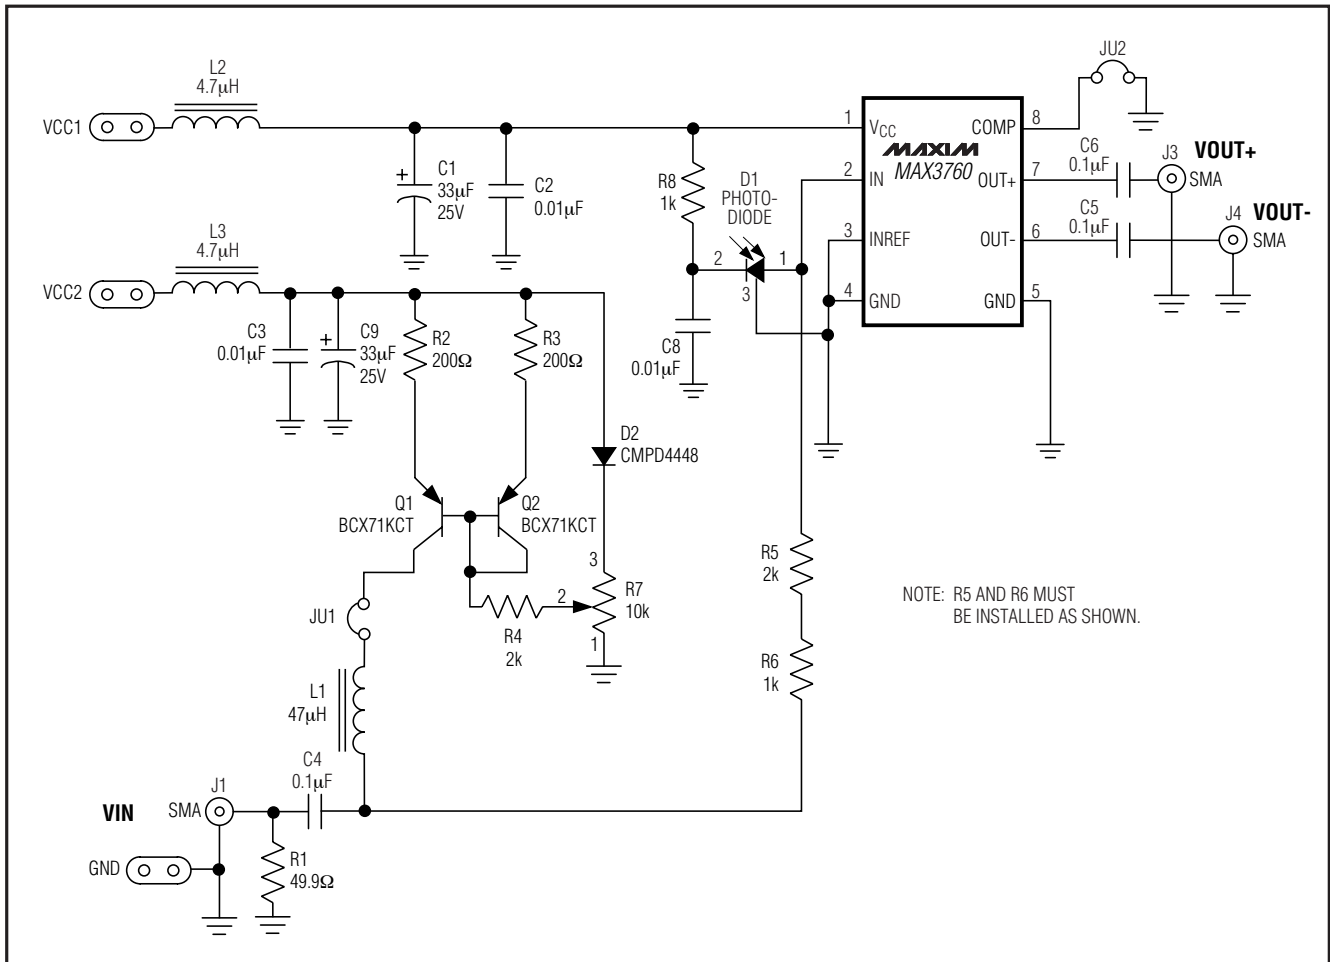 JU2
L2
4.7µH
VCC1
1
VCC
COMP
8
MAXIM
MAX3760
C1
33µF
25V
+
C2
0.01µF
R8
1k
D1
PHOTO-
DIODE
2
IN
OUT+
7
C6
0.1µF
J3
VOUT+
SMA
3
INREF
OUT-
6
C5
0.1µF
J4
VOUT-
SMA
L3
4.7µH
VCC2
2
1
3
4
GND
GND
5
C3
0.01µF
+
C9
33µF
25V
R2
200Ω
R3
200Ω
C8
0.01µF
D2
CMPD4448
Q1
BCX71KCT
Q2
BCX71KCT
3
R7
10k
2
1
R4
2k
R5
2k
NOTE: R5 AND R6 MUST
BE INSTALLED AS SHOWN.
JU1
R6
1k
L1
47µH
C4
0.1µF
J1
VIN
SMA
GND
R1
49.9Ω